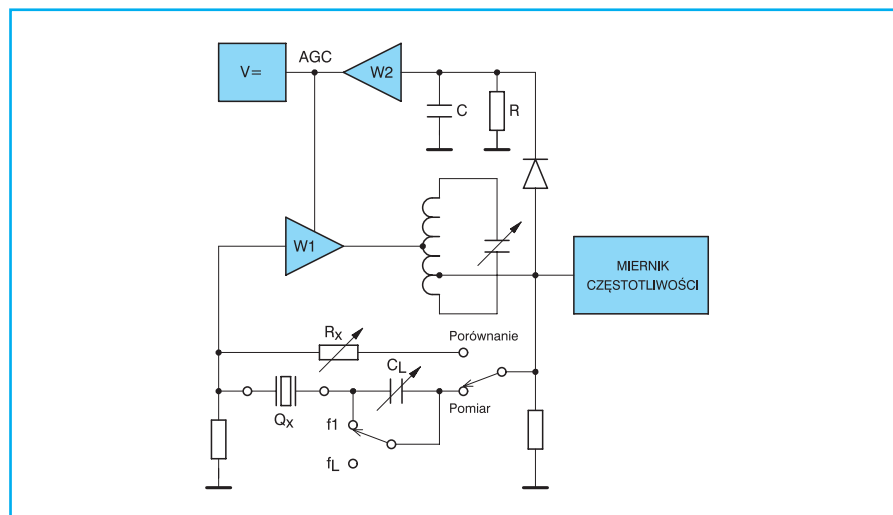 V=
AGC
W2
C
R
W1
MIERNIK
CZĘSTOTLIWOŚCI
Rx
Porównanie
CL
Qx
f1
Pomiar
fL